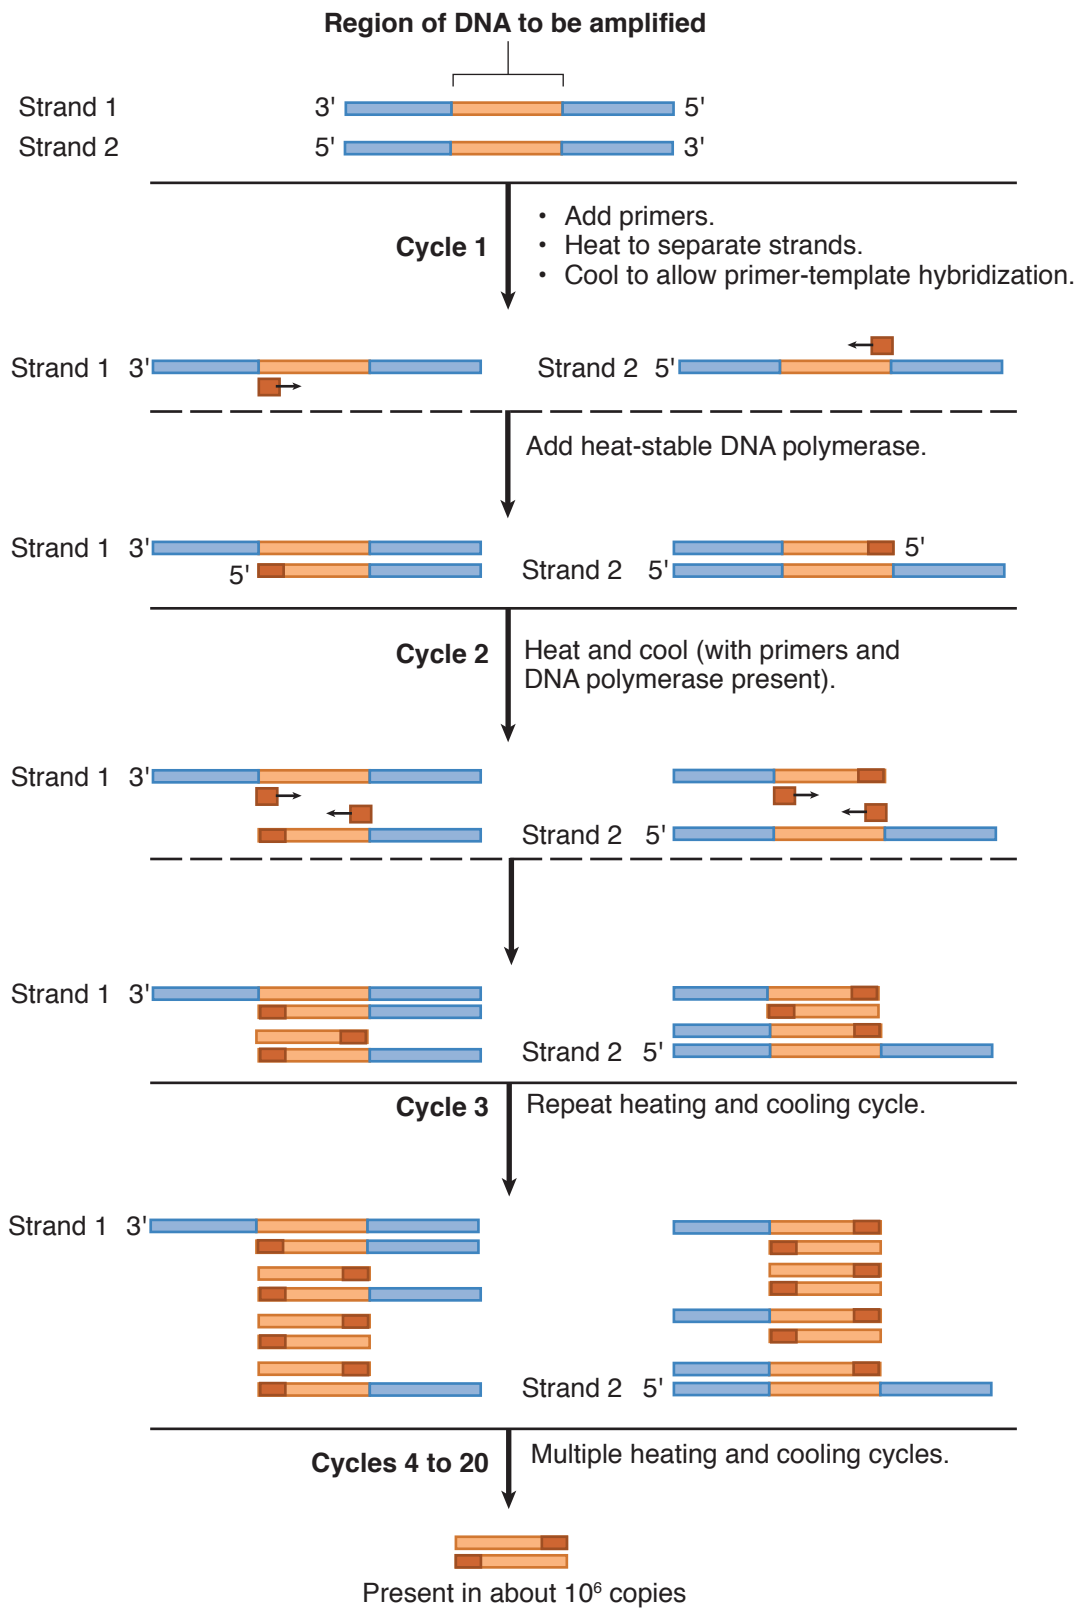 Region of DNA to be amplified
Strand 1 3' 5'
Strand 2 5' 3'
Cycle 1
• Add primers.
• Heat to separate strands.
• Cool to allow primer-template hybridization.
Strand 1 3' Strand 2 5'
Add heat-stable DNA polymerase.
Strand 1 3' 5'
5' Strand 2 5'
Cycle 2
Heat and cool (with primers and
DNA polymerase present).
Strand 1 3'
Strand 2 5'
Strand 1 3'
Strand 2 5'
Cycle 3
Repeat heating and cooling cycle.
Strand 1 3'
Strand 2 5'
Cycles 4 to 20
Multiple heating and cooling cycles.
Present in about 10⁶ copies